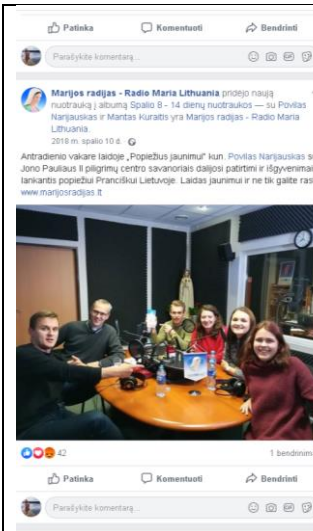 Patinka Komentuoti Bendrinti
Parašykite komentarą...
Marijos radijas - Radio Maria Lithuania pridėjo naują
nuotrauką į albumą Spalio 8 - 14 dienų nuotraukos — su Povilas
Narijauskas ir Mantas Kuraitis yra Marijos radijas - Radio Maria
Lithuania.
2018 m. spalio 10 d.
Antradienio vakare laidoje „Popiežius jaunimui" kun. Povilas Narijauskas su
Jono Pauliaus II piligrimų centro savanoriais dalijosi patirtimi ir išgyvenimai
lankantis popiežiui Pranciškui Lietuvoje. Laidas jaunimui ir ne tik galite rasti
www.marijosradijas.lt
42 1 bendrinim
Patinka Komentuoti Bendrinti
Parašykite komentarą...